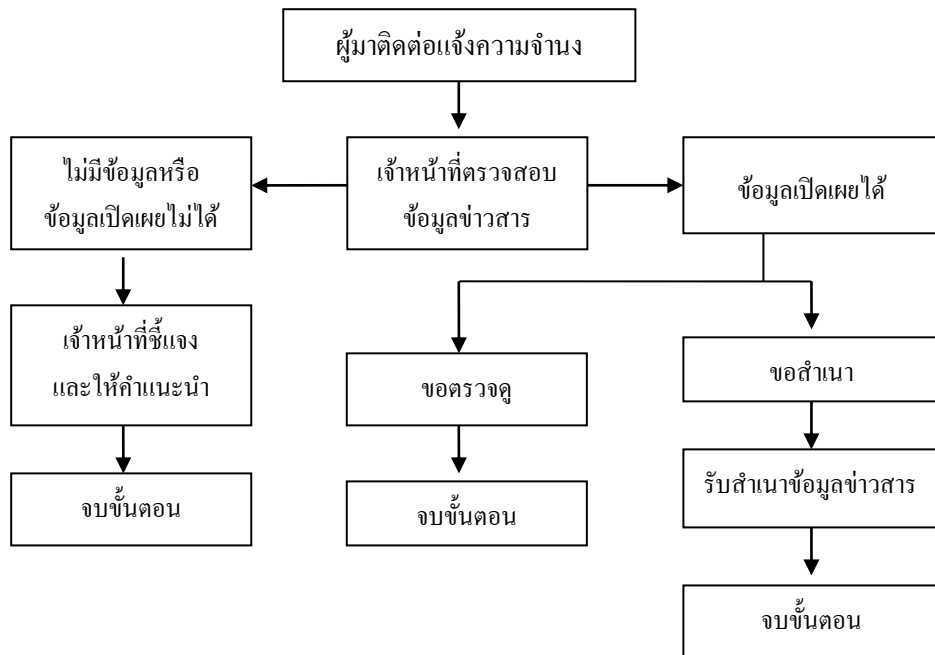 ผู้มาติดต่อแจ้งความจำนง
ไม่มีข้อมูลหรือ
ข้อมูลเปิดเผยไม่ได้
เจ้าหน้าที่ตรวจสอบ
ข้อมูลข่าวสาร
ข้อมูลเปิดเผยได้
เจ้าหน้าที่ชี้แจง
และให้คำแนะนำ
ขอตรวจดู
ขอสำเนา
จบขั้นตอน
จบขั้นตอน
รับสำเนาข้อมูลข่าวสาร
จบขั้นตอน